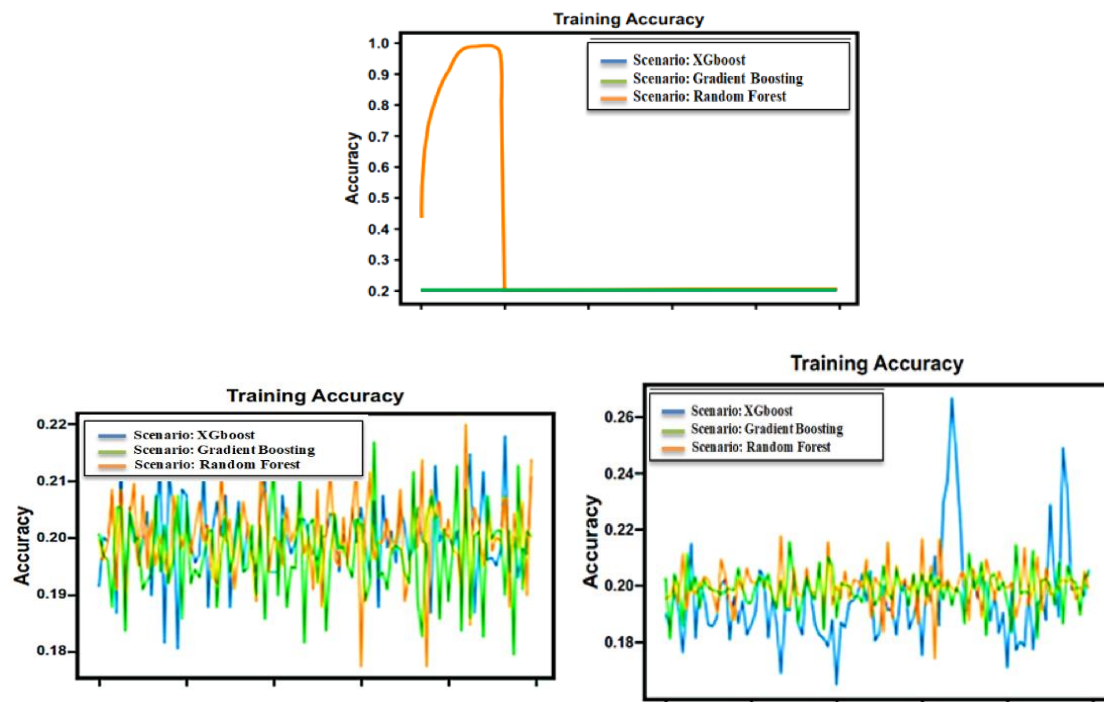 Training Accuracy
1.0
0.9
0.8
0.7
0.6
0.5
0.4
0.3
0.2
Accuracy
Scenario: XGboost
Scenario: Gradient Boosting
Scenario: Random Forest
Training Accuracy
0.22
0.21
0.20
0.19
0.18
Accuracy
Scenario: XGboost
Scenario: Gradient Boosting
Scenario: Random Forest
Training Accuracy
0.26
0.24
0.22
0.20
0.18
Accuracy
Scenario: XGboost
Scenario: Gradient Boosting
Scenario: Random Forest